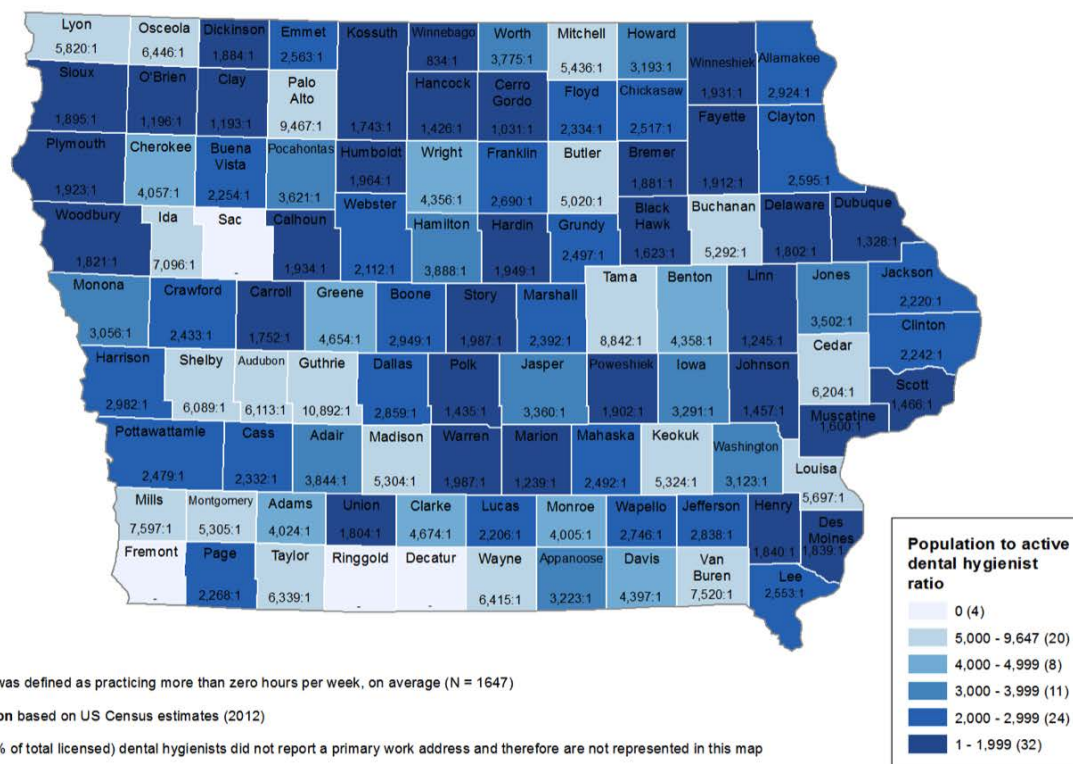 Lyon
5,820:1
Osceola
6,446:1
Dickinson
1,884:1
Emmet
2,563:1
Kossuth
1,743:1
Winnebago
834:1
Worth
3,775:1
Mitchell
5,436:1
Howard
3,193:1
Winneshiek
1,931:1
Allamakee
2,924:1
Sioux
1,895:1
O'Brien
1,196:1
Clay
1,193:1
Palo
Alto
9,467:1
Hancock
1,426:1
Cerro
Gordo
1,031:1
Floyd
2,334:1
Chickasaw
2,517:1
Fayette
1,912:1
Clayton
2,595:1
Plymouth
1,923:1
Cherokee
4,057:1
Buena
Vista
2,254:1
Pocahontas
3,621:1
Humboldt
1,964:1
Wright
4,356:1
Franklin
2,690:1
Butler
5,020:1
Bremer
1,881:1
Woodbury
1,821:1
Ida
7,096:1
Sac
-
Calhoun
1,934:1
Webster
2,112:1
Hamilton
3,888:1
Hardin
1,949:1
Grundy
2,497:1
Black
Hawk
1,623:1
Buchanan
5,292:1
Delaware
1,802:1
Dubuque
1,328:1
Monona
3,056:1
Crawford
2,433:1
Carroll
1,752:1
Greene
4,654:1
Boone
2,949:1
Story
1,987:1
Marshall
2,392:1
Tama
8,842:1
Benton
4,358:1
Linn
1,245:1
Jones
3,502:1
Jackson
2,220:1
Clinton
2,242:1
Cedar
6,204:1
Harrison
2,982:1
Shelby
6,089:1
Audubon
6,113:1
Guthrie
10,892:1
Dallas
2,859:1
Polk
1,435:1
Jasper
3,360:1
Poweshiek
1,902:1
Iowa
3,291:1
Johnson
1,457:1
Scott
1,466:1
Muscatine
1,600:1
Pottawattamie
2,479:1
Cass
2,332:1
Adair
3,844:1
Madison
5,304:1
Warren
1,987:1
Marion
1,239:1
Mahaska
2,492:1
Keokuk
5,324:1
Washington
3,123:1
Louisa
5,697:1
Mills
7,597:1
Montgomery
5,305:1
Adams
4,024:1
Union
1,804:1
Clarke
4,674:1
Lucas
2,206:1
Monroe
4,005:1
Wapello
2,746:1
Jefferson
2,838:1
Henry
1,840:1
Des
Moines
1,839:1
Fremont
-
Page
2,268:1
Taylor
6,339:1
Ringgold
-
Decatur
-
Wayne
6,415:1
Appanoose
3,223:1
Davis
4,397:1
Van
Buren
7,520:1
Lee
2,553:1
Population to active
dental hygienist
ratio
0 (4)
5,000 - 9,647 (20)
4,000 - 4,999 (8)
3,000 - 3,999 (11)
2,000 - 2,999 (24)
1 - 1,999 (32)
was defined as practicing more than zero hours per week, on average (N = 1647)
on based on US Census estimates (2012)
% of total licensed) dental hygienists did not report a primary work address and therefore are not represented in this map